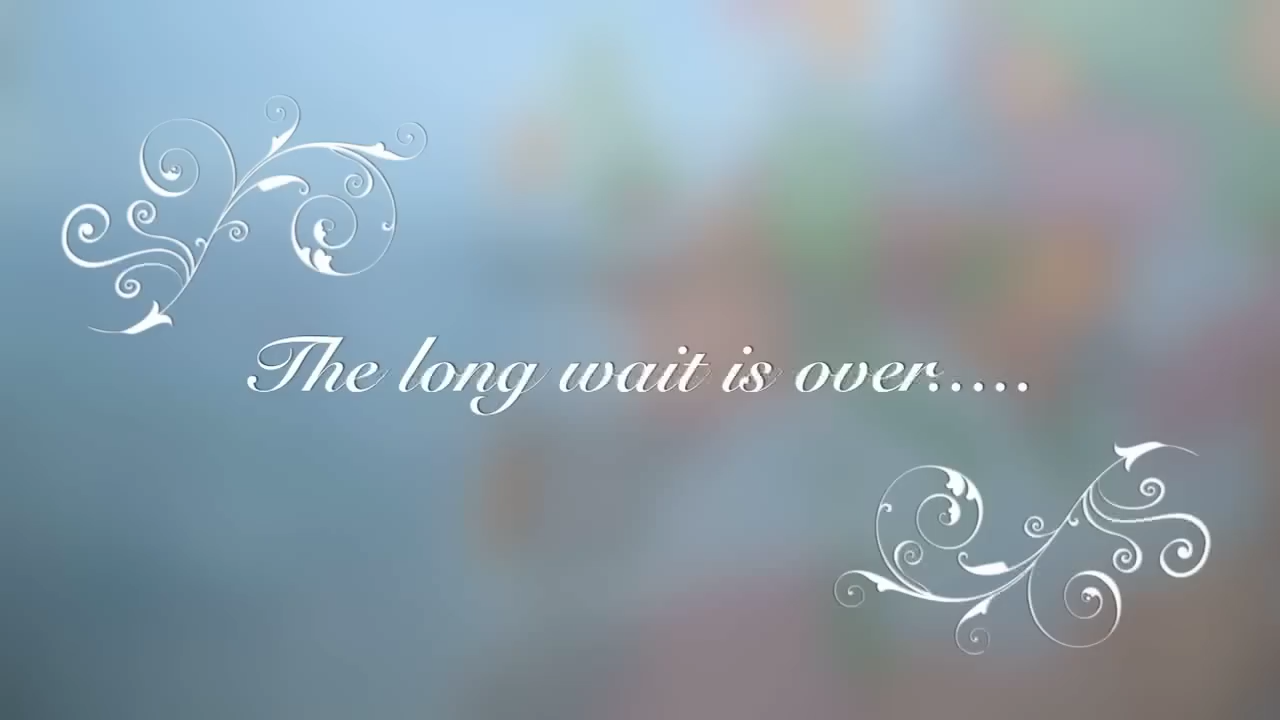 The long wait is over.....